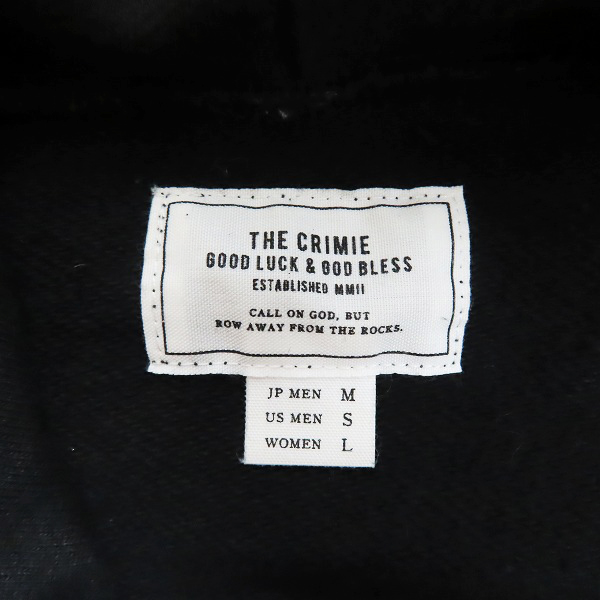 THE CRIMIE
GOOD LUCK & GOD BLESS
ESTABLISHED MMII
CALL ON GOD, BUT
ROW AWAY FROM THE ROCKS.
JP MEN M
US MEN S
WOMEN L